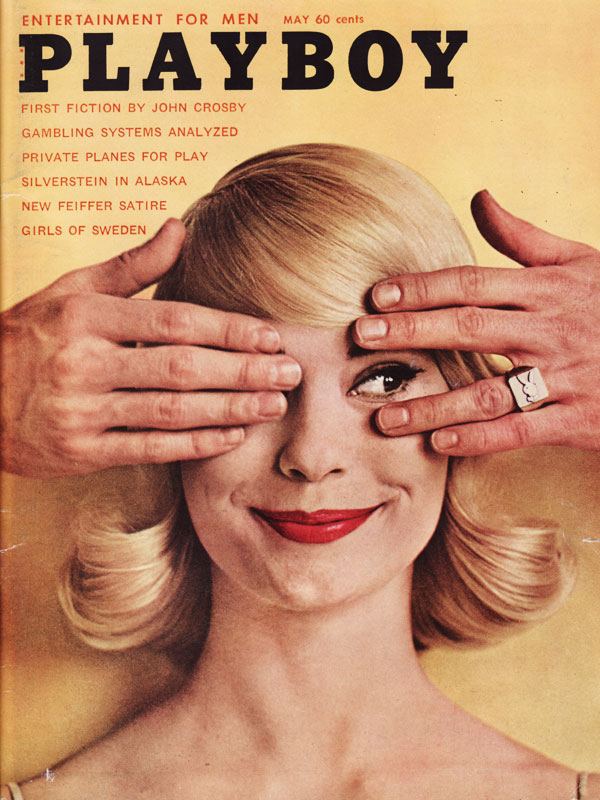 ENTERTAINMENT FOR MEN MAY 60 cents
PLAYBOY
FIRST FICTION BY JOHN CROSBY
GAMBLING SYSTEMS ANALYZED
PRIVATE PLANES FOR PLAY
SILVERSTEIN IN ALASKA
NEW FEIFFER SATIRE
GIRLS OF SWEDEN